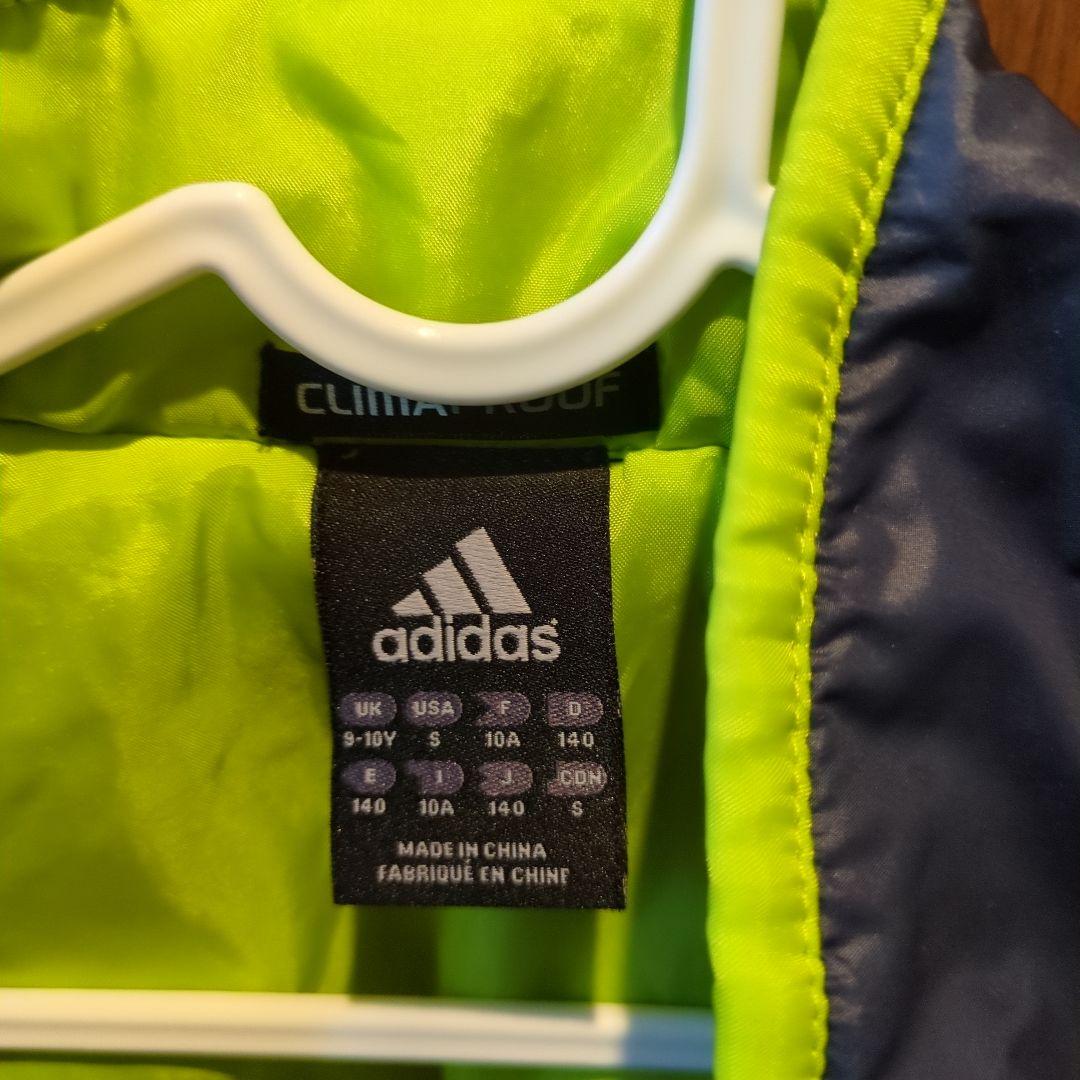 CLIMAPROOF
adidas
UK USA F D
9-10Y S 10A 140
E I J CDN
140 10A 140 S
MADE IN CHINA
FABRIQUÉ EN CHINE